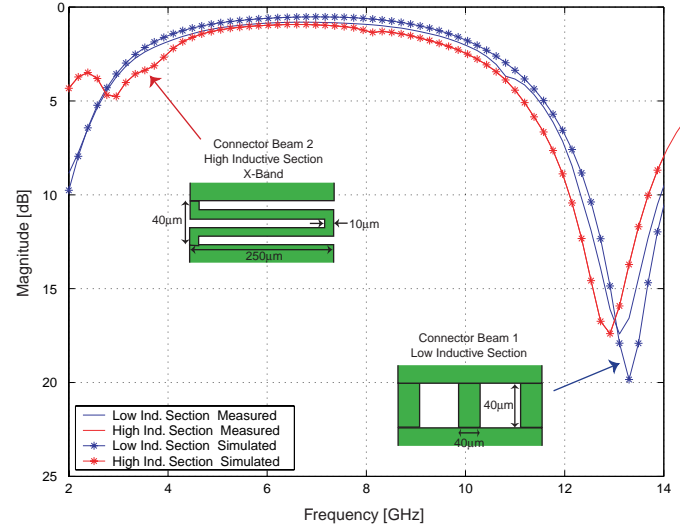 0
5
10
15
20
25
Magnitude [dB]
Connector Beam 2
High Inductive Section
X-Band
40μm
10μm
250μm
Connector Beam 1
Low Inductive Section
40μm
40μm
Low Ind. Section Measured
High Ind. Section Measured
Low Ind. Section Simulated
High Ind. Section Simulated
2
4
6
8
10
12
14
Frequency [GHz]